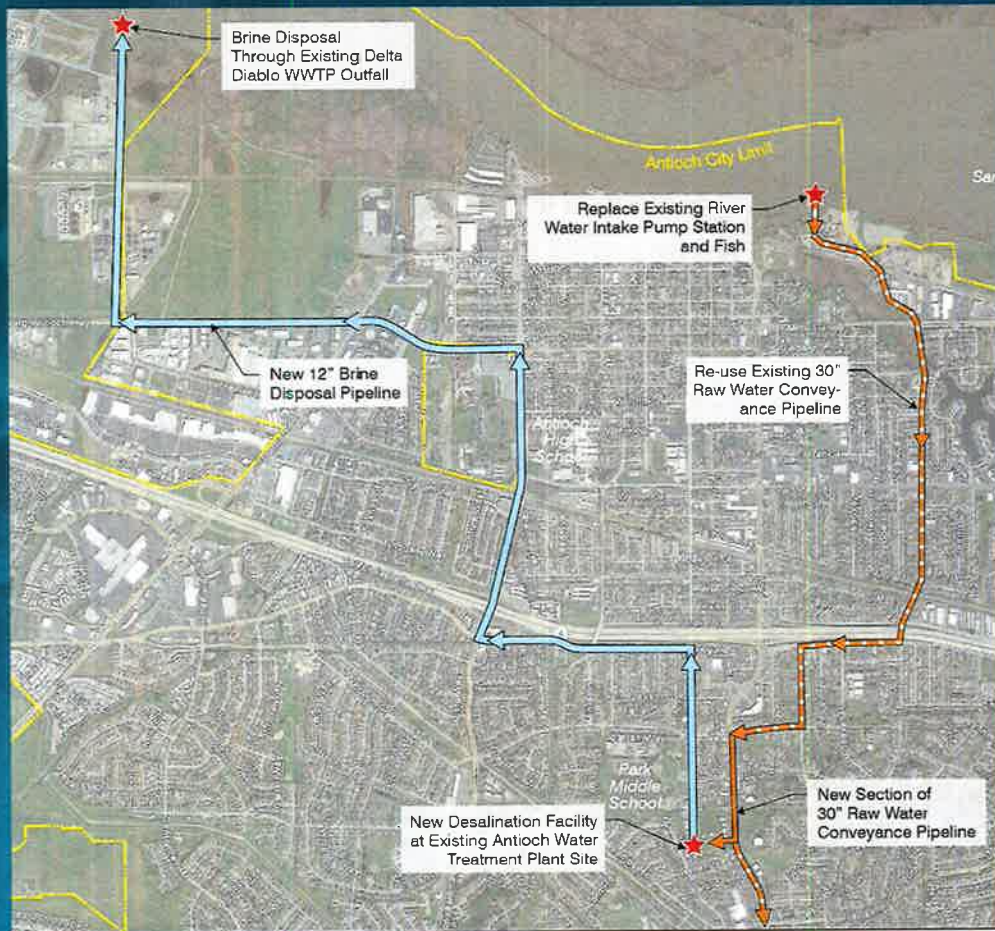 Brine Disposal
Through Existing Delta
Diablo WWTP Outfall
Antioch City Limit
Replace Existing River
Water Intake Pump Station
and Fish
New 12" Brine
Disposal Pipeline
Re-use Existing 30"
Raw Water Convey-
ance Pipeline
Antioch
High
School
Park
Middle
School
New Desalination Facility
at Existing Antioch Water
Treatment Plant Site
New Section of
30" Raw Water
Conveyance Pipeline